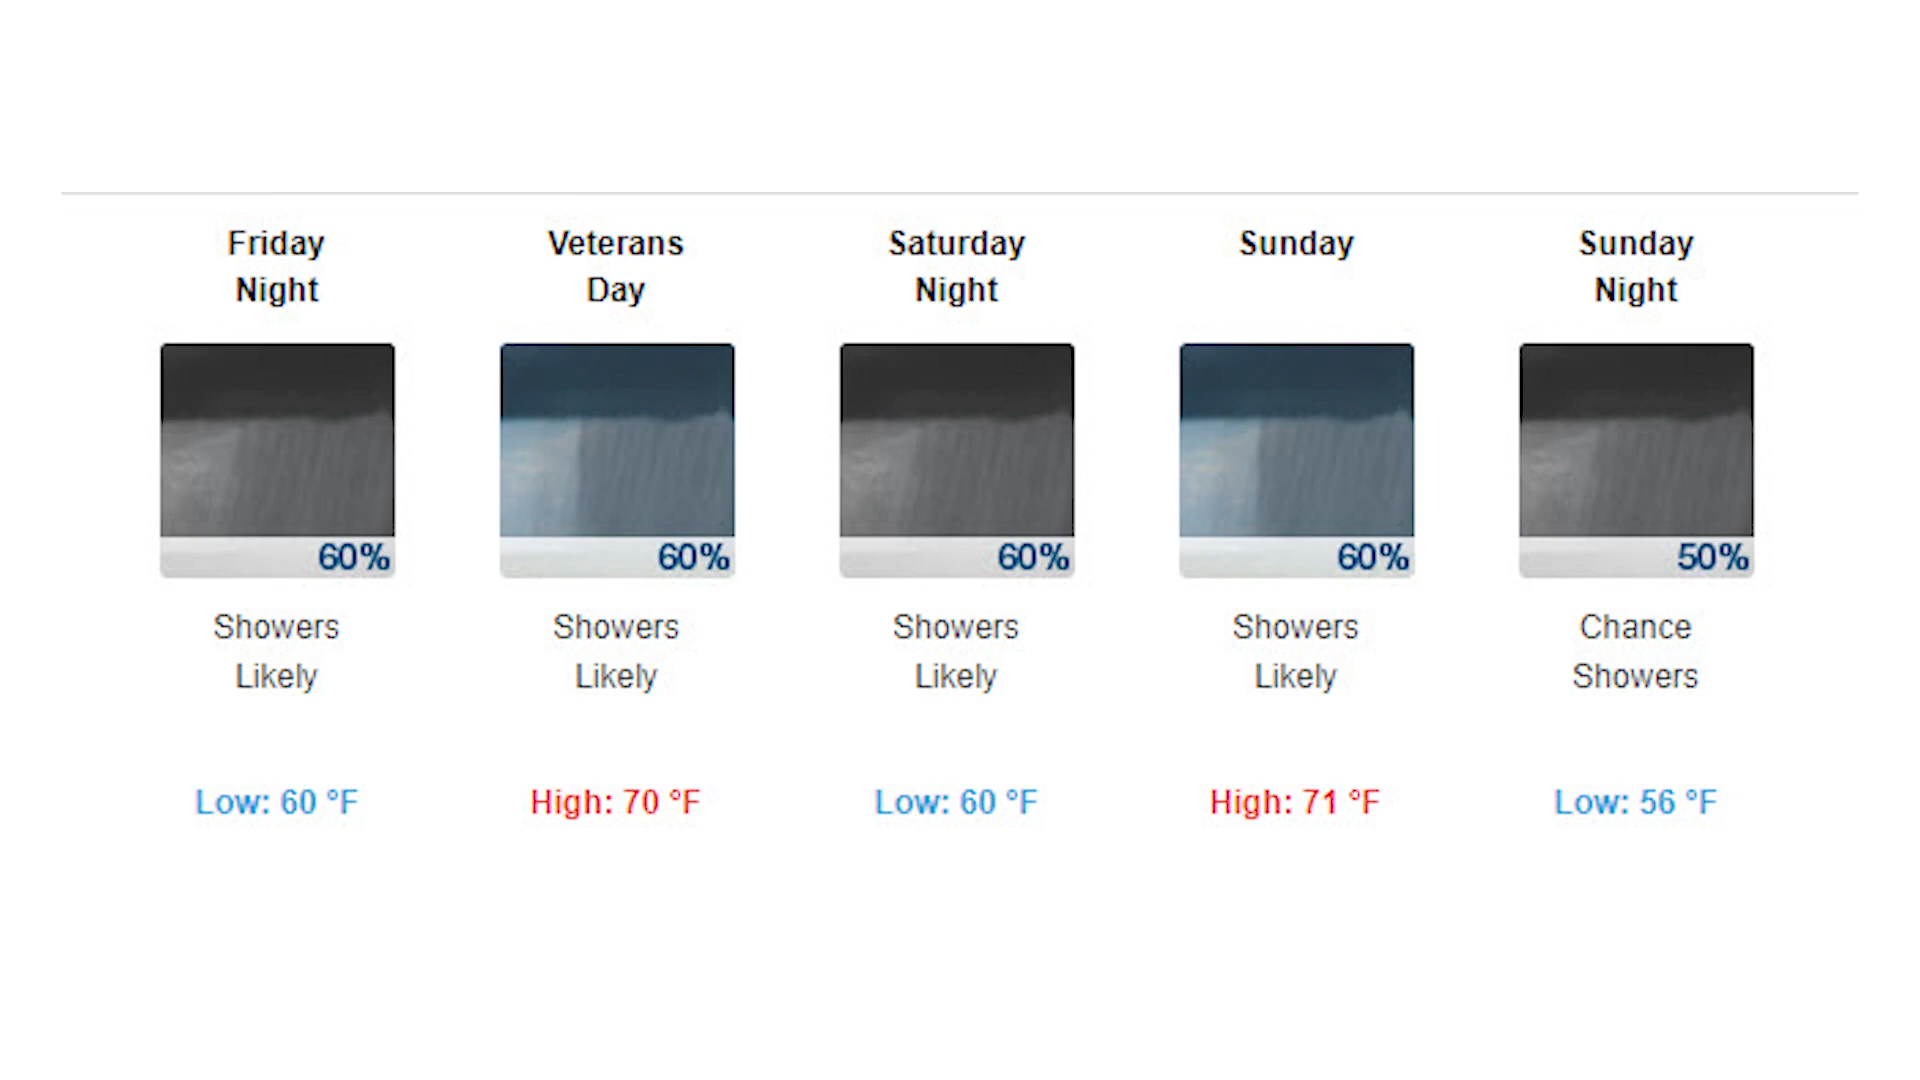 Friday
Night
Veterans
Day
Saturday
Night
Sunday
Sunday
Night
60%
60%
60%
60%
50%
Showers
Likely
Showers
Likely
Showers
Likely
Showers
Likely
Chance
Showers
Low: 60 °F
High: 70 °F
Low: 60 °F
High: 71 °F
Low: 56 °F